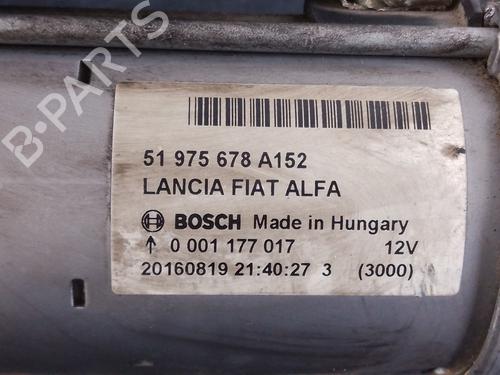 51 975 678 A152
LANCIA FIAT ALFA
BOSCH Made in Hungary
↑ 0 001 177 017 12V
20160819 21:40:27 3 (3000)
B-PARTS